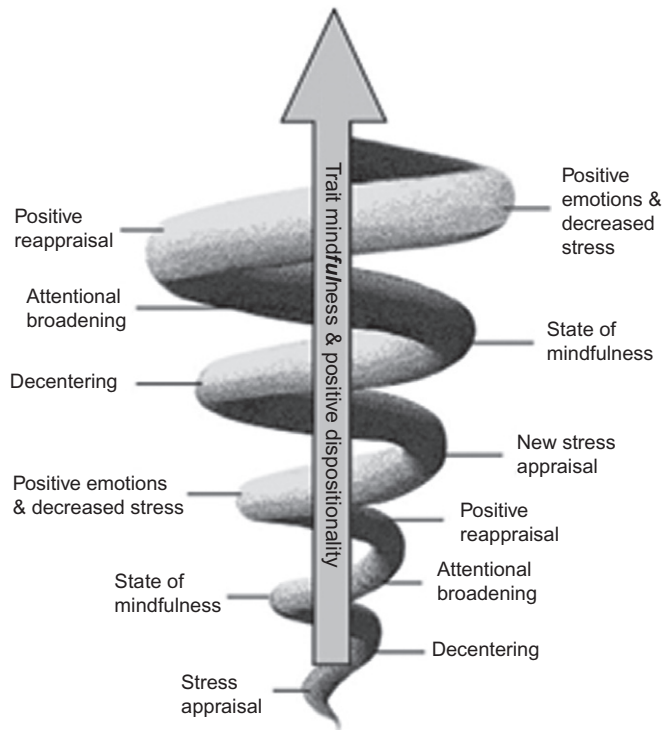 Trait mindfulness & positive dispositionality
Positive
emotions &
decreased
stress
Positive
reappraisal
Attentional
broadening
State of
mindfulness
Decentering
New stress
appraisal
Positive emotions
& decreased stress
Positive
reappraisal
Attentional
broadening
State of
mindfulness
Decentering
Stress
appraisal